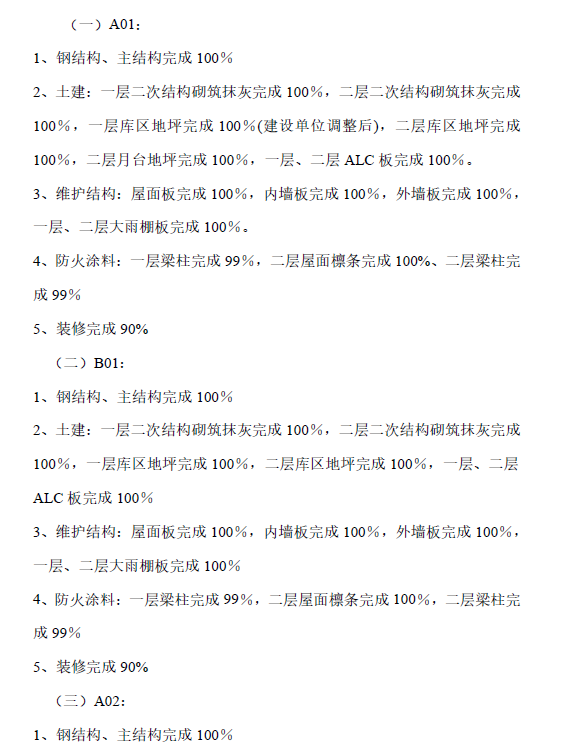 （一）A01：
1、钢结构、主结构完成 100％
2、土建：一层二次结构砌筑抹灰完成 100％，二层二次结构砌筑抹灰完成
100％，一层库区地坪完成 100％(建设单位调整后)，二层库区地坪完成
100％，二层月台地坪完成 100％，一层、二层 ALC 板完成 100％。
3、维护结构：屋面板完成 100％，内墙板完成 100％，外墙板完成 100％，
一层、二层大雨棚板完成 100％。
4、防火涂料：一层梁柱完成 99％，二层屋面檩条完成 100%、二层梁柱完
成 99％
5、装修完成 90%
（二）B01：
1、钢结构、主结构完成 100％
2、土建：一层二次结构砌筑抹灰完成 100％，二层二次结构砌筑抹灰完成
100％，一层库区地坪完成 100％，二层库区地坪完成 100％，一层、二层
ALC 板完成 100％
3、维护结构：屋面板完成 100％，内墙板完成 100％，外墙板完成 100％，
一层、二层大雨棚板完成 100％
4、防火涂料：一层梁柱完成 99％，二层屋面檩条完成 100％，二层梁柱完
成 99％
5、装修完成 90%
（三）A02：
1、钢结构、主结构完成 100％